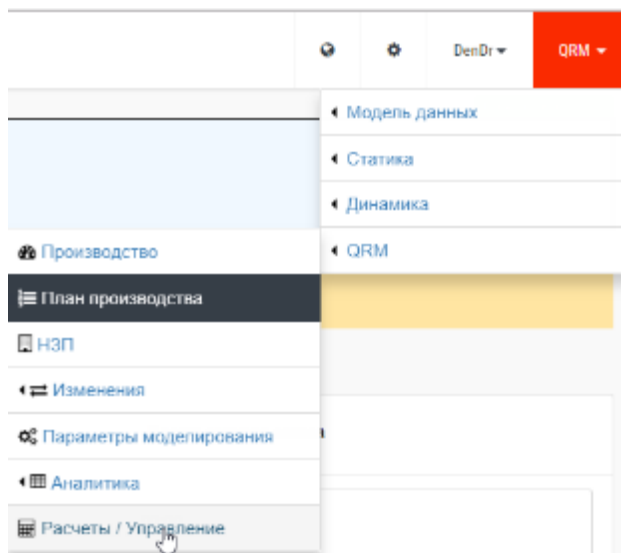 DenDr
QRM
Модель данных
Статика
Динамика
QRM
Производство
План производства
НЗП
Изменения
Параметры моделирования
Аналитика
Расчеты / Управление